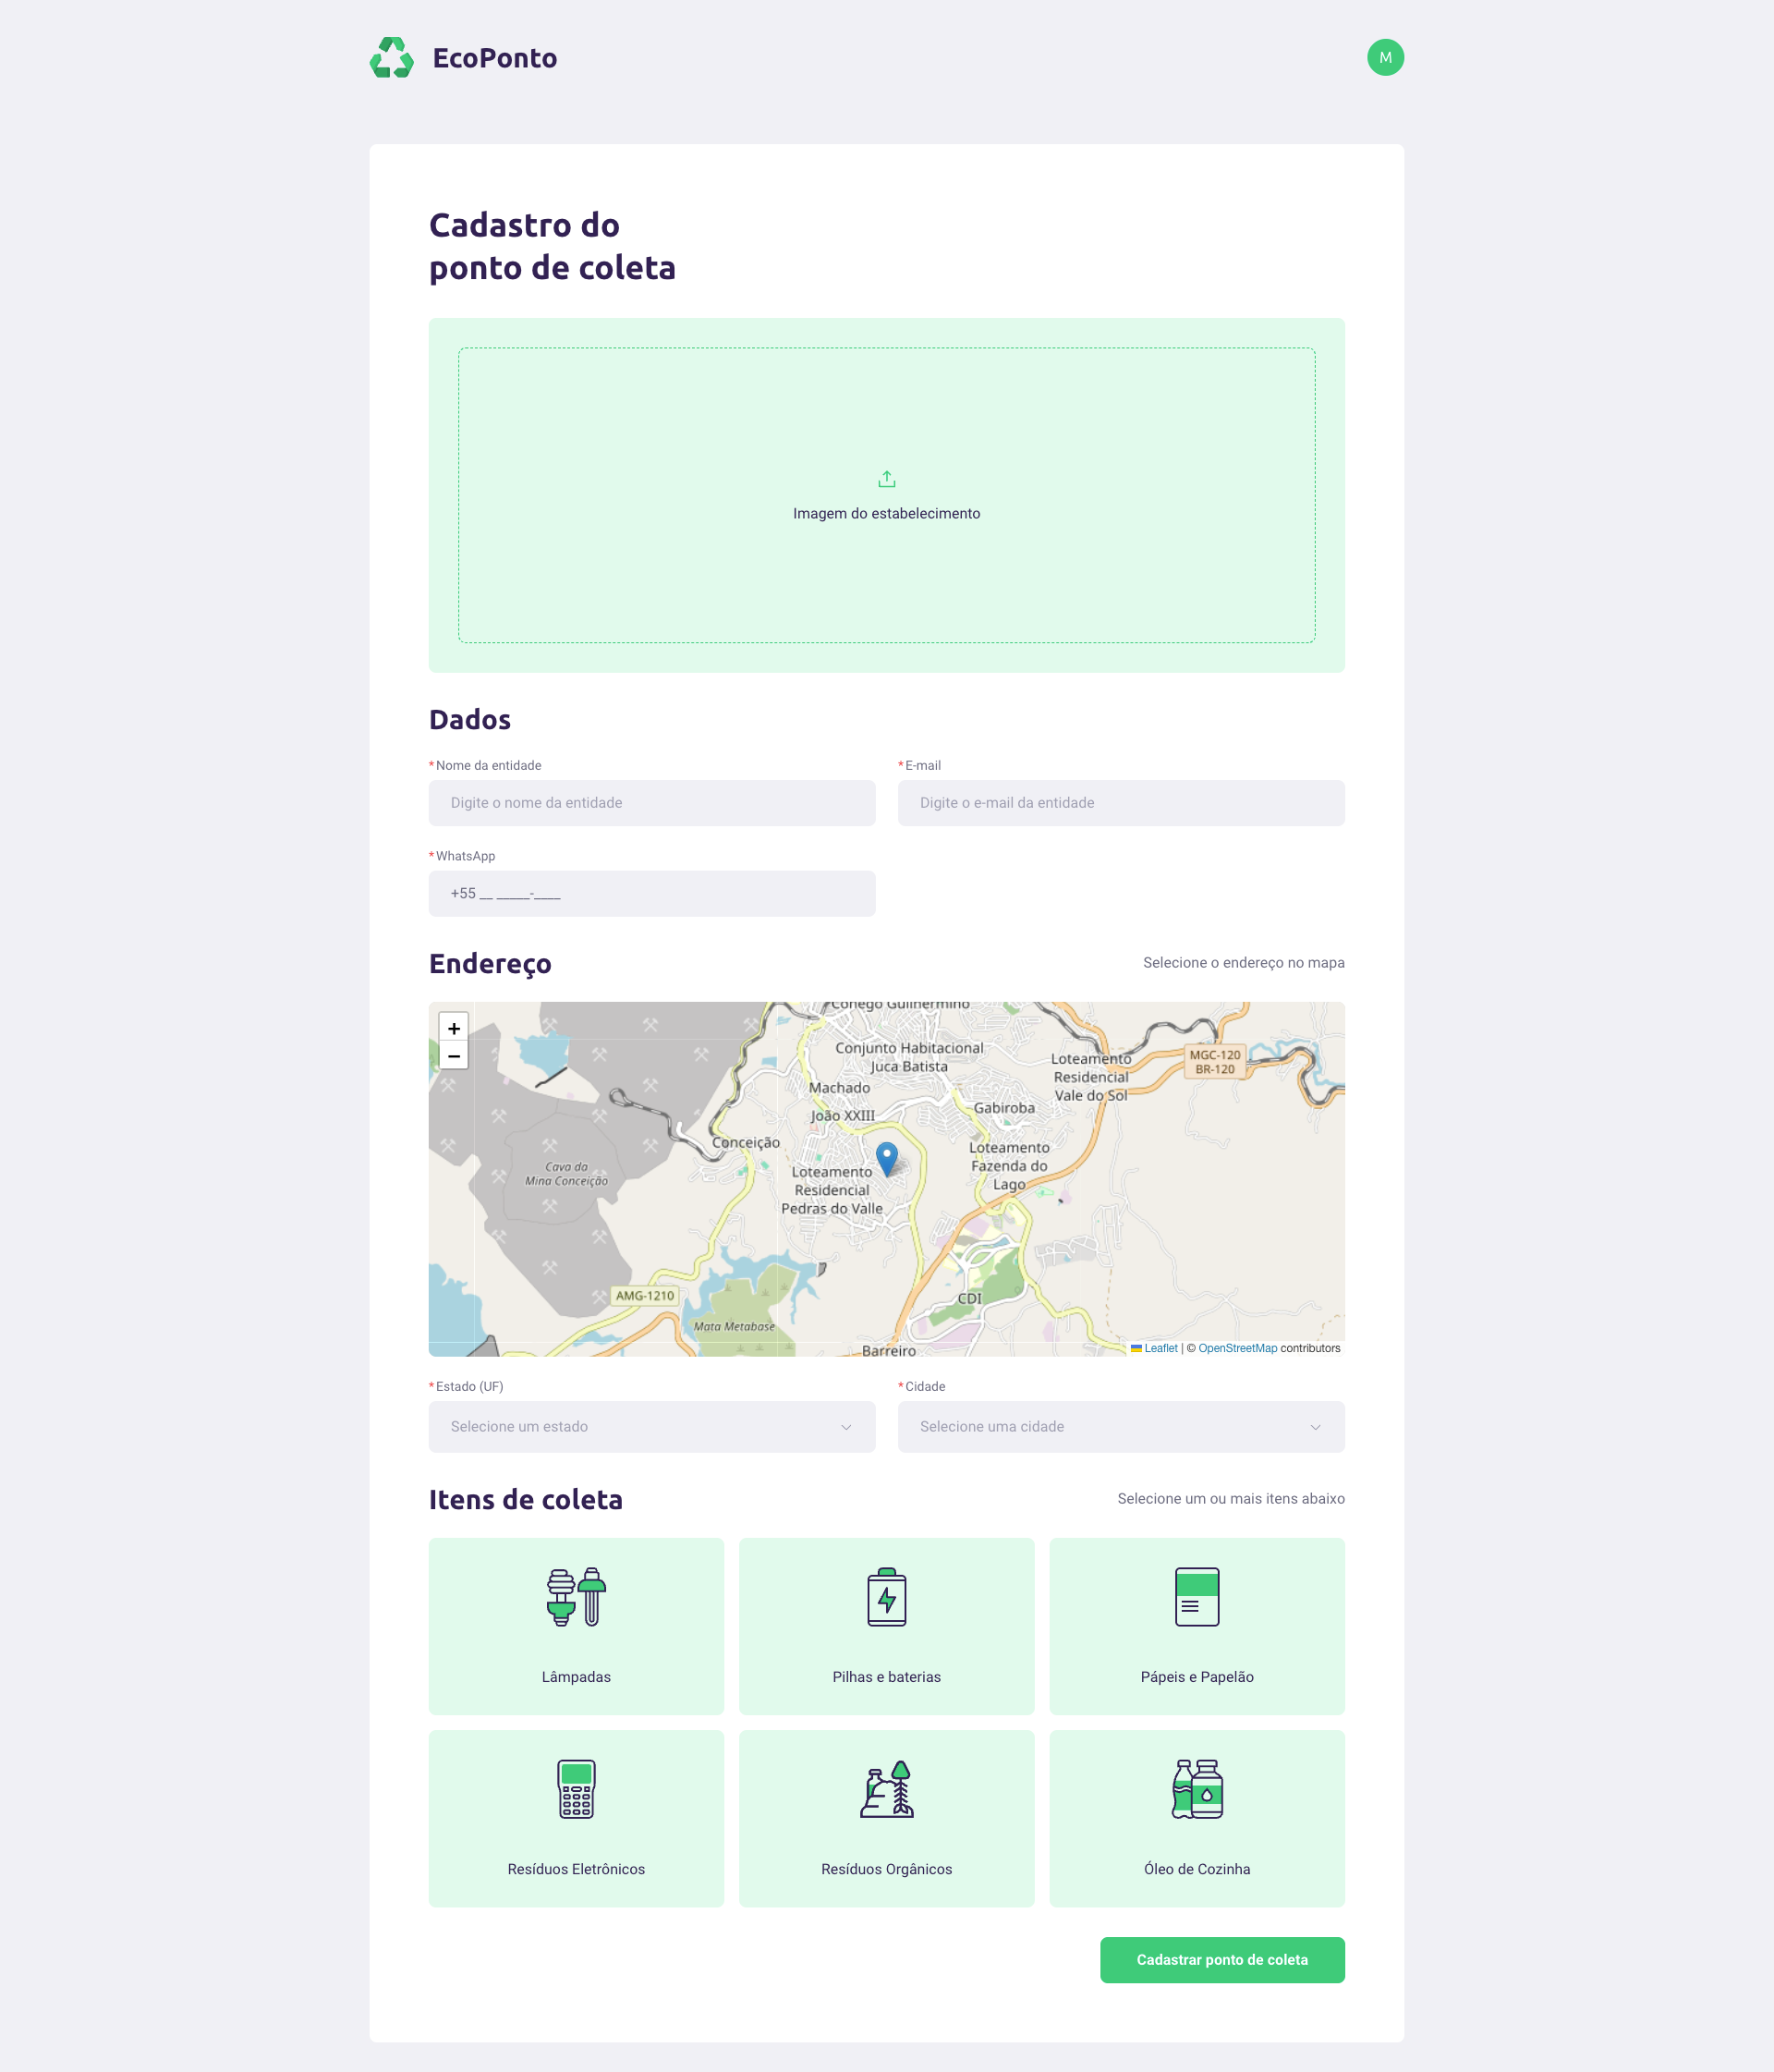 EcoPonto
M
Cadastro do
ponto de coleta
Imagem do estabelecimento
Dados
*Nome da entidade
*E-mail
Digite o nome da entidade
Digite o e-mail da entidade
*WhatsApp
+55 __ _____-____
Endereço
Selecione o endereço no mapa
+
−
Cônego Guilhermino
Conjunto Habitacional
Juca Batista
Loteamento
Residencial
Vale do Sol
MGC-120
BR-120
Machado
João XXIII
Gabiroba
Conceição
Loteamento
Fazenda do
Lago
Cava da
Mina Conceição
Loteamento
Residencial
Pedras do Valle
AMG-1210
CDI
Mata Metabase
Barreiro
Leaflet | © OpenStreetMap contributors
*Estado (UF)
*Cidade
Selecione um estado
Selecione uma cidade
Itens de coleta
Selecione um ou mais itens abaixo
Lâmpadas
Pilhas e baterias
Pápeis e Papelão
Resíduos Eletrônicos
Resíduos Orgânicos
Óleo de Cozinha
Cadastrar ponto de coleta